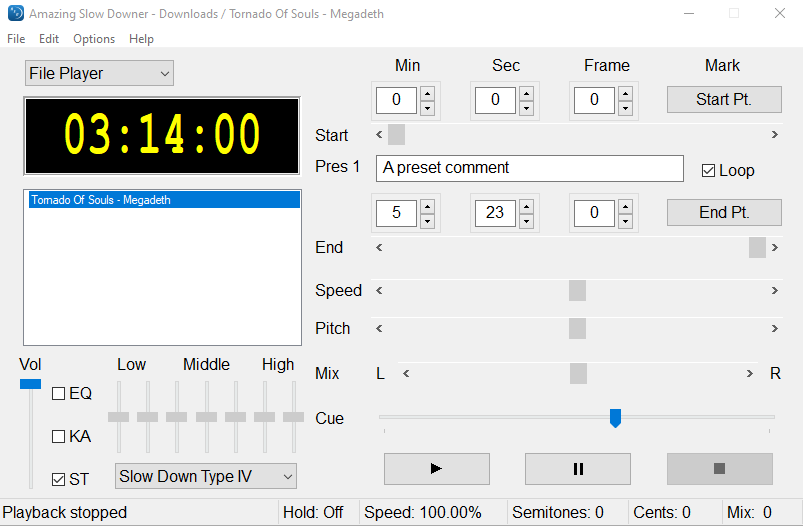 Amazing Slow Downer - Downloads / Tornado Of Souls - Megadeth
File Edit Options Help
File Player
Min Sec Frame Mark
0 0 0 Start Pt.
03:14:00
Start
Pres 1 A preset comment Loop
Tornado Of Souls - Megadeth
5 23 0 End Pt.
End
Speed
Pitch
Vol Low Middle High
Mix L R
EQ
Cue
KA
ST Slow Down Type IV
Playback stopped Hold: Off Speed: 100.00% Semitones: 0 Cents: 0 Mix: 0